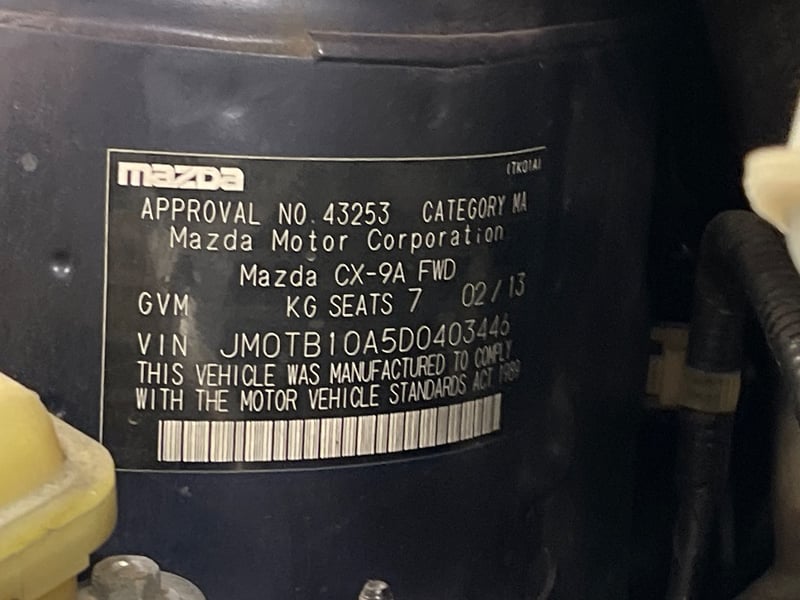 mazda
(TK01A)
APPROVAL NO. 43253 CATEGORY MA
Mazda Motor Corporation
Mazda CX-9A FWD
GVM KG SEATS 7 02/13
VIN JM0TB10A5D0403446
THIS VEHICLE WAS MANUFACTURED TO COMPLY
WITH THE MOTOR VEHICLE STANDARDS ACT 1989